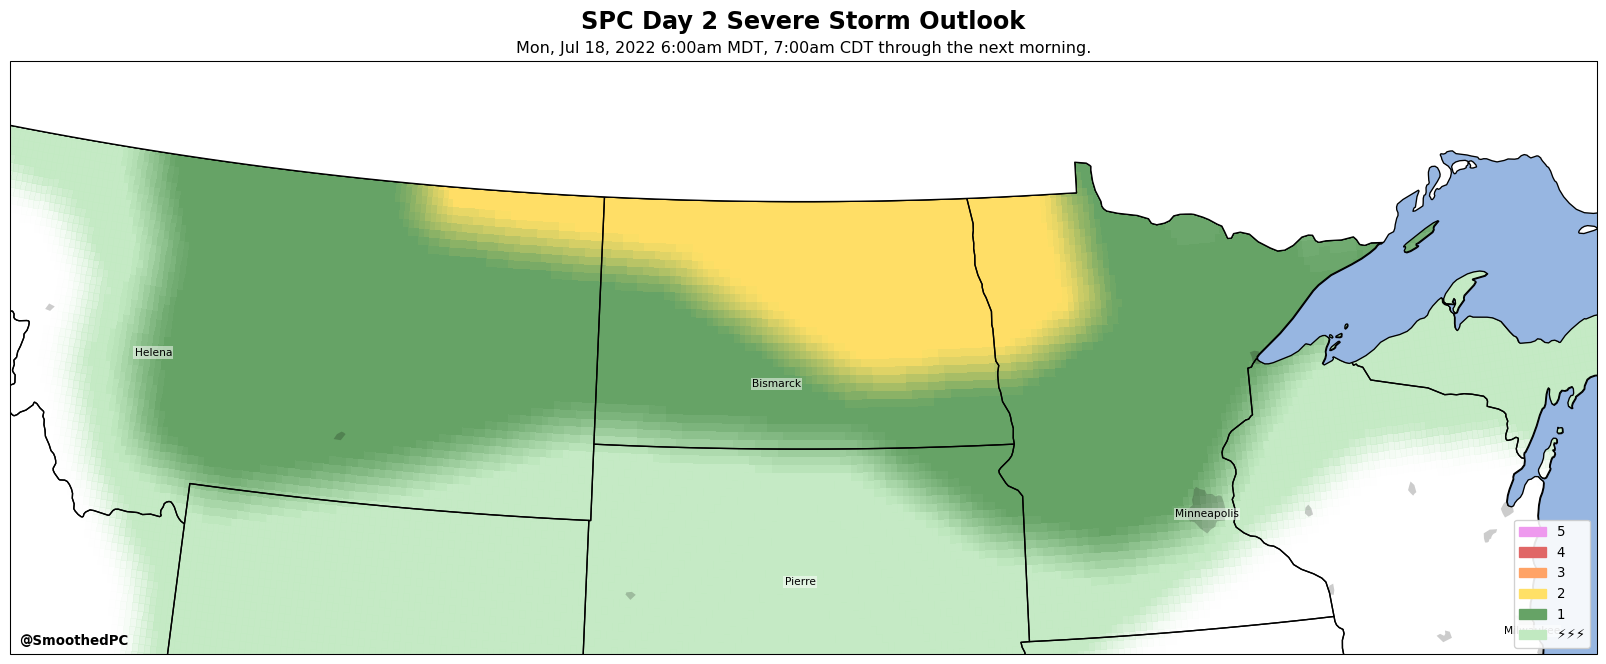 SPC Day 2 Severe Storm Outlook
Mon, Jul 18, 2022 6:00am MDT, 7:00am CDT through the next morning.
Helena
Bismarck
Minneapolis
Pierre
5
4
3
2
1
⚡⚡⚡
@SmoothedPC